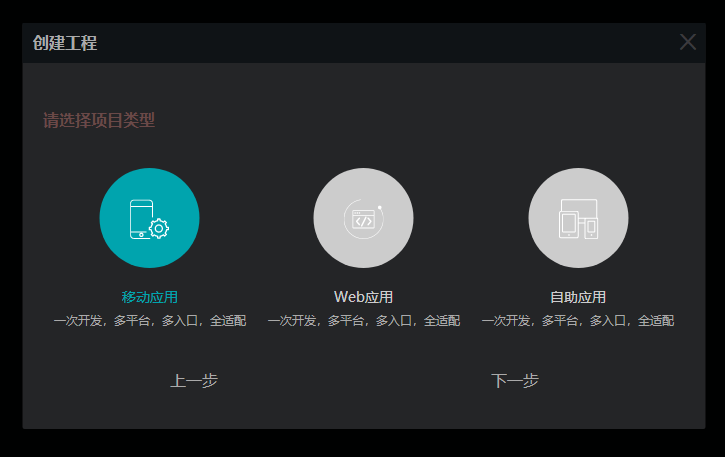 创建工程
请选择项目类型
移动应用
Web应用
自助应用
一次开发，多平台，多入口，全适配
一次开发，多平台，多入口，全适配
一次开发，多平台，多入口，全适配
上一步
下一步